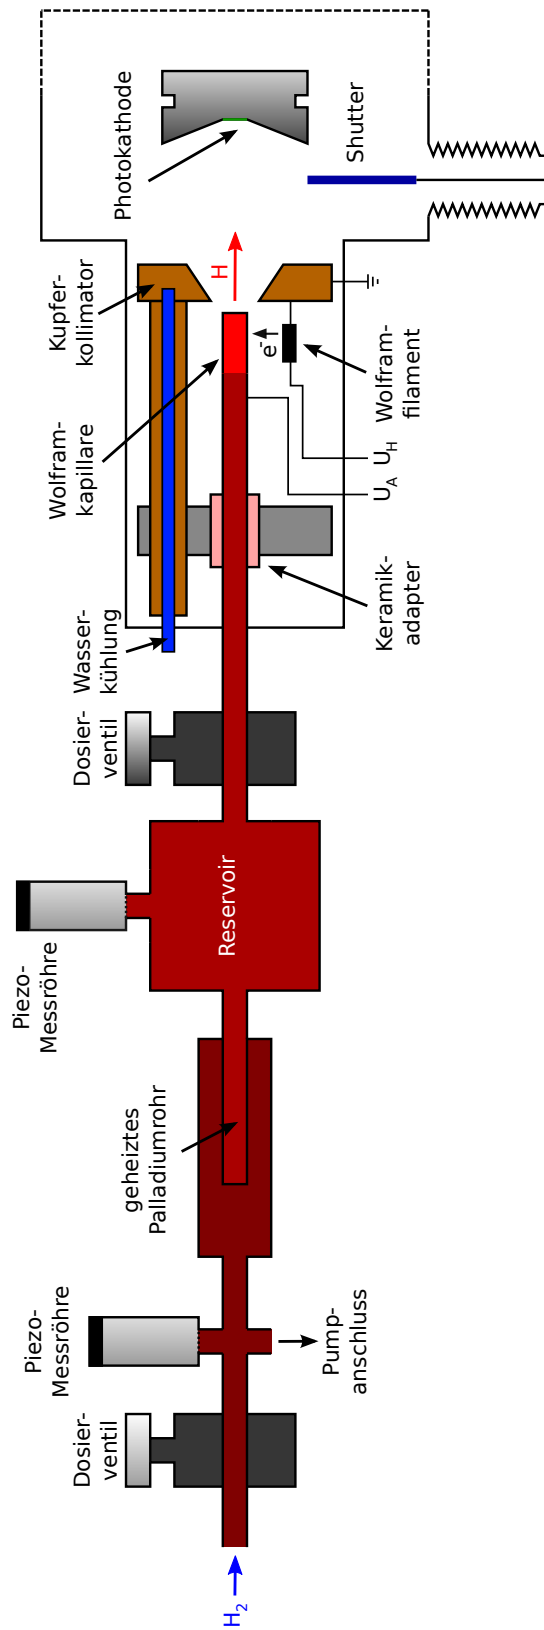 H₂
Dosier-
ventil
Piezo-
Messröhre
Pump-
anschluss
geheiztes
Palladiumrohr
Piezo-
Messröhre
Reservoir
Dosier-
ventil
Wasser-
kühlung
Keramik-
adapter
Wolfram-
kapillare
U_A
U_H
Kupfer-
kollimator
e⁻
Wolfram-
filament
H
Photokathode
Shutter